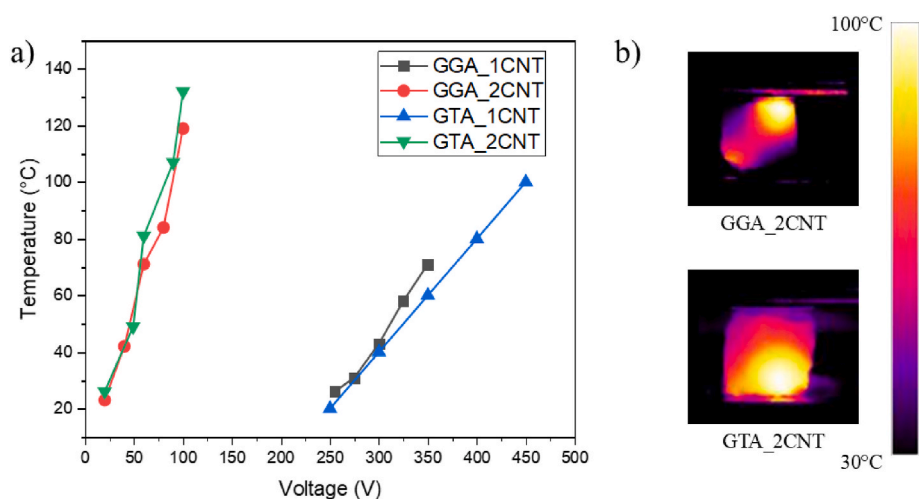 a)
GGA_1CNT
GGA_2CNT
GTA_1CNT
GTA_2CNT
Temperature (°C)
140
120
100
80
60
40
20
0 50 100 150 200 250 300 350 400 450 500
Voltage (V)
b)
100°C
GGA_2CNT
GTA_2CNT
30°C